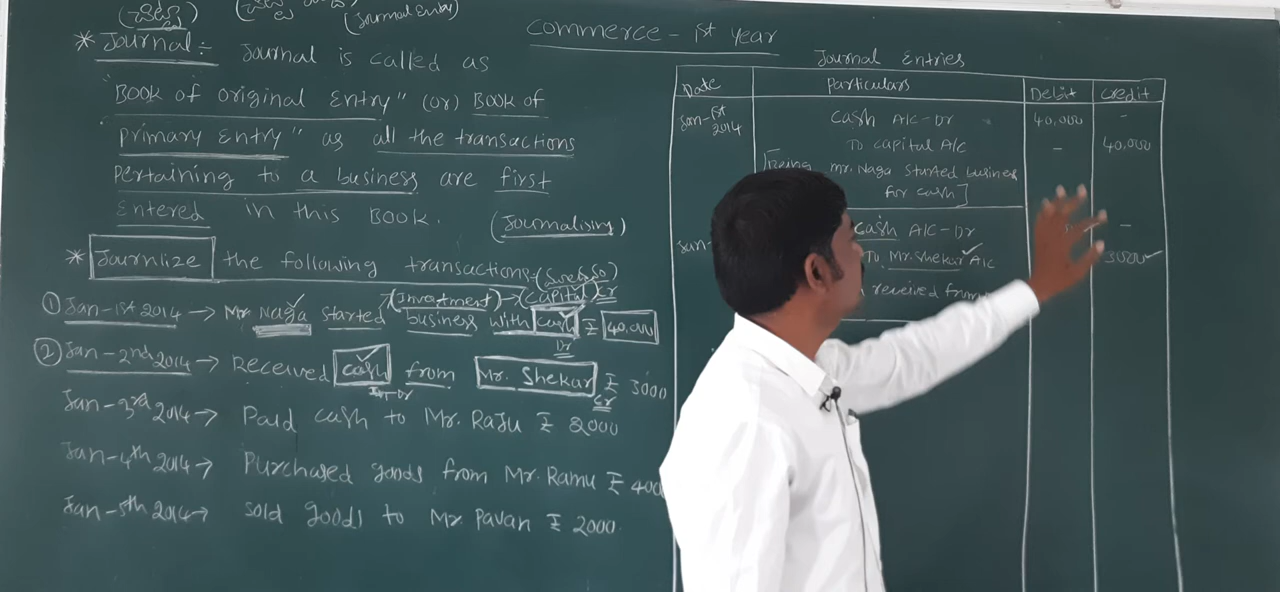 (Journal Entry)
Commerce - 1st year
* Journal :- Journal is called as
"BOOK of original Entry" (or) BOOK of
primary Entry" as all the transactions
pertaining to a business are first
Entered in this BOOK.
(Journalising)
* Journlize the following transactions:-
(Investment) → (Capital) Cr
① Jan-1st 2014 → Mr Naga started business with cash ₹ 40,000
Dr
② Jan-2nd 2014 → Received cash from Mr. Shekar ₹ 3000
Cr
Jan-3rd 2014 → Paid cash to Mr. Raju ₹ 2000
Jan-4th 2014 → Purchased goods from Mr. Ramu ₹ 400
Jan-5th 2014 → sold goods to Mr Pavan ₹ 2000.
Journal Entries
Date Particulars Debit Credit
Jan-1st 2014 Cash A/C - Dr 40,000 -
To capital A/C - 40,000
[Being mr. Naga started business
for cash]
Jan- cash A/C - Dr -
To Mr. Shekar A/C 3000
received from